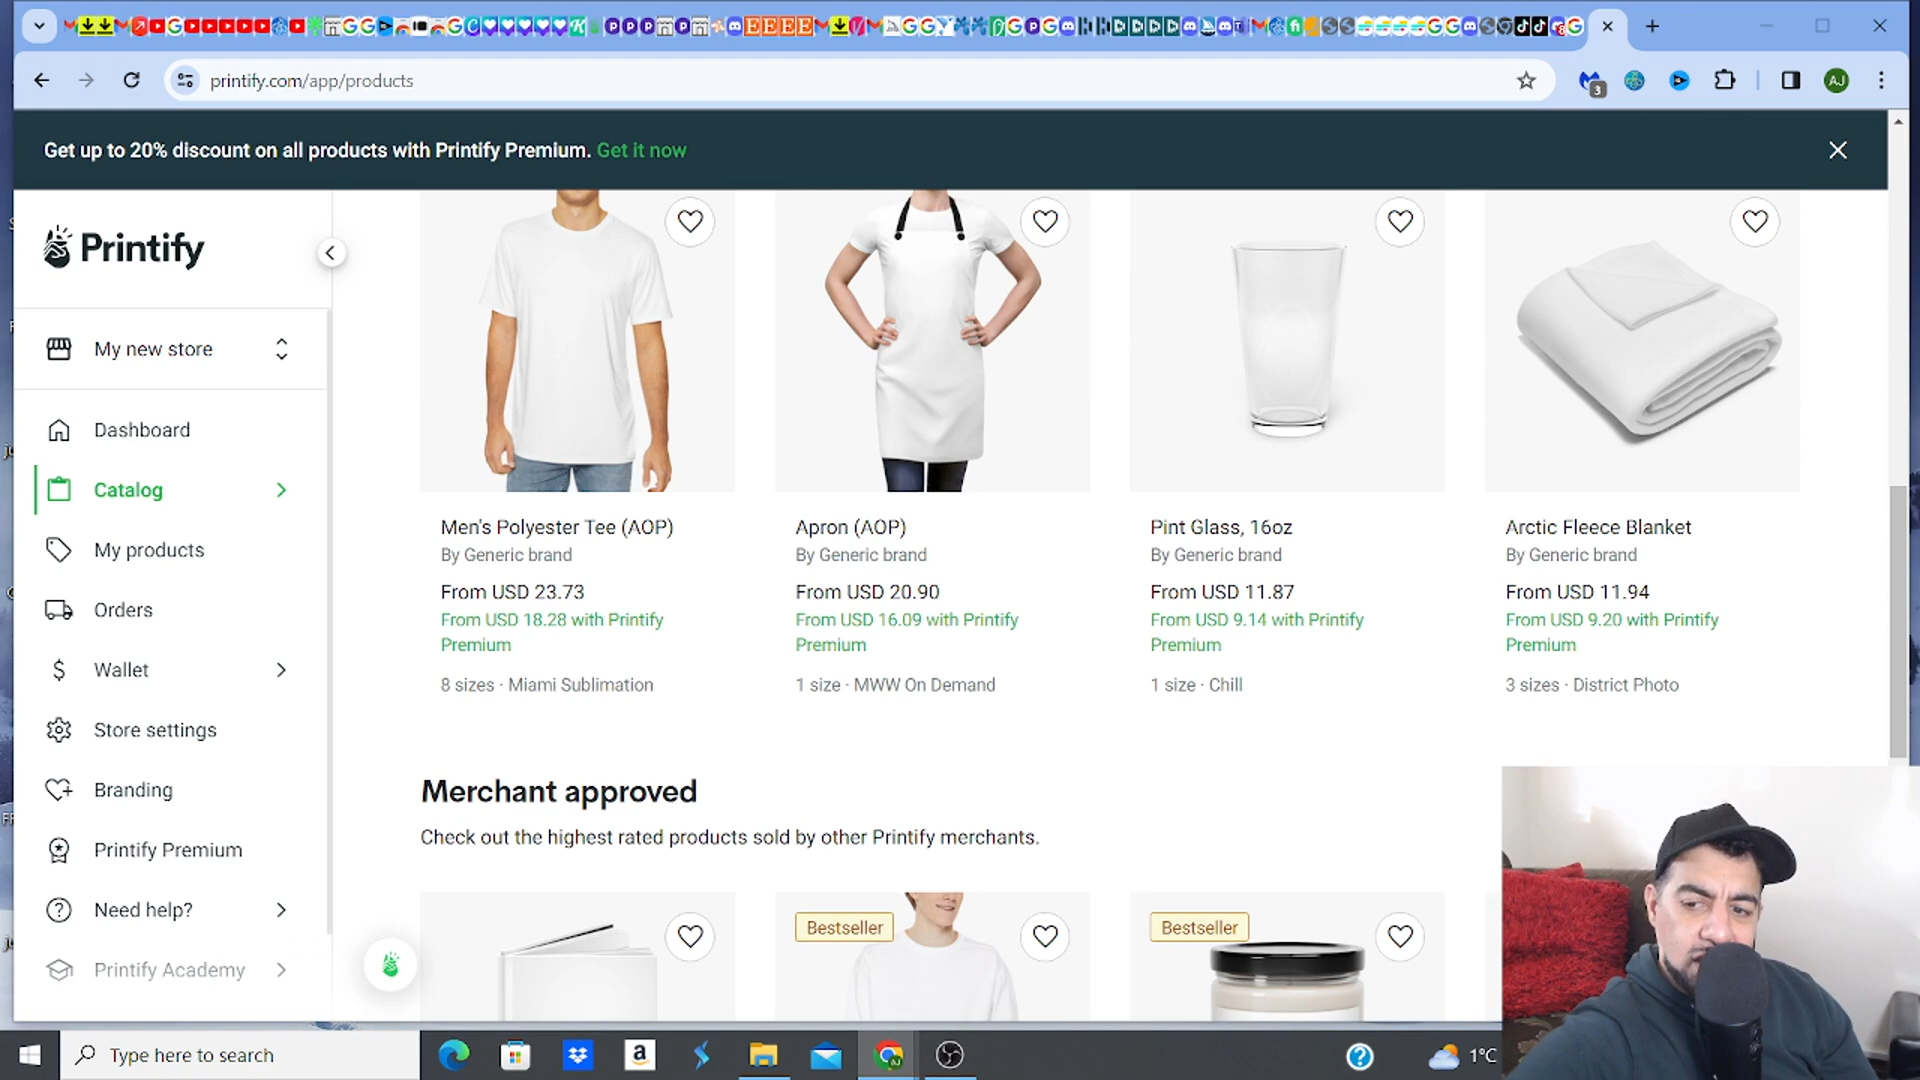 printify.com/app/products
3
AJ
Get up to 20% discount on all products with Printify Premium. Get it now
Printify
My new store
Dashboard
Catalog
My products
Orders
Wallet
Store settings
Branding
Printify Premium
Need help?
Printify Academy
Men's Polyester Tee (AOP)
By Generic brand
From USD 23.73
From USD 18.28 with Printify
Premium
8 sizes · Miami Sublimation
Apron (AOP)
By Generic brand
From USD 20.90
From USD 16.09 with Printify
Premium
1 size · MWW On Demand
Pint Glass, 16oz
By Generic brand
From USD 11.87
From USD 9.14 with Printify
Premium
1 size · Chill
Arctic Fleece Blanket
By Generic brand
From USD 11.94
From USD 9.20 with Printify
Premium
3 sizes · District Photo
Merchant approved
Check out the highest rated products sold by other Printify merchants.
Bestseller
Bestseller
Type here to search
1°C